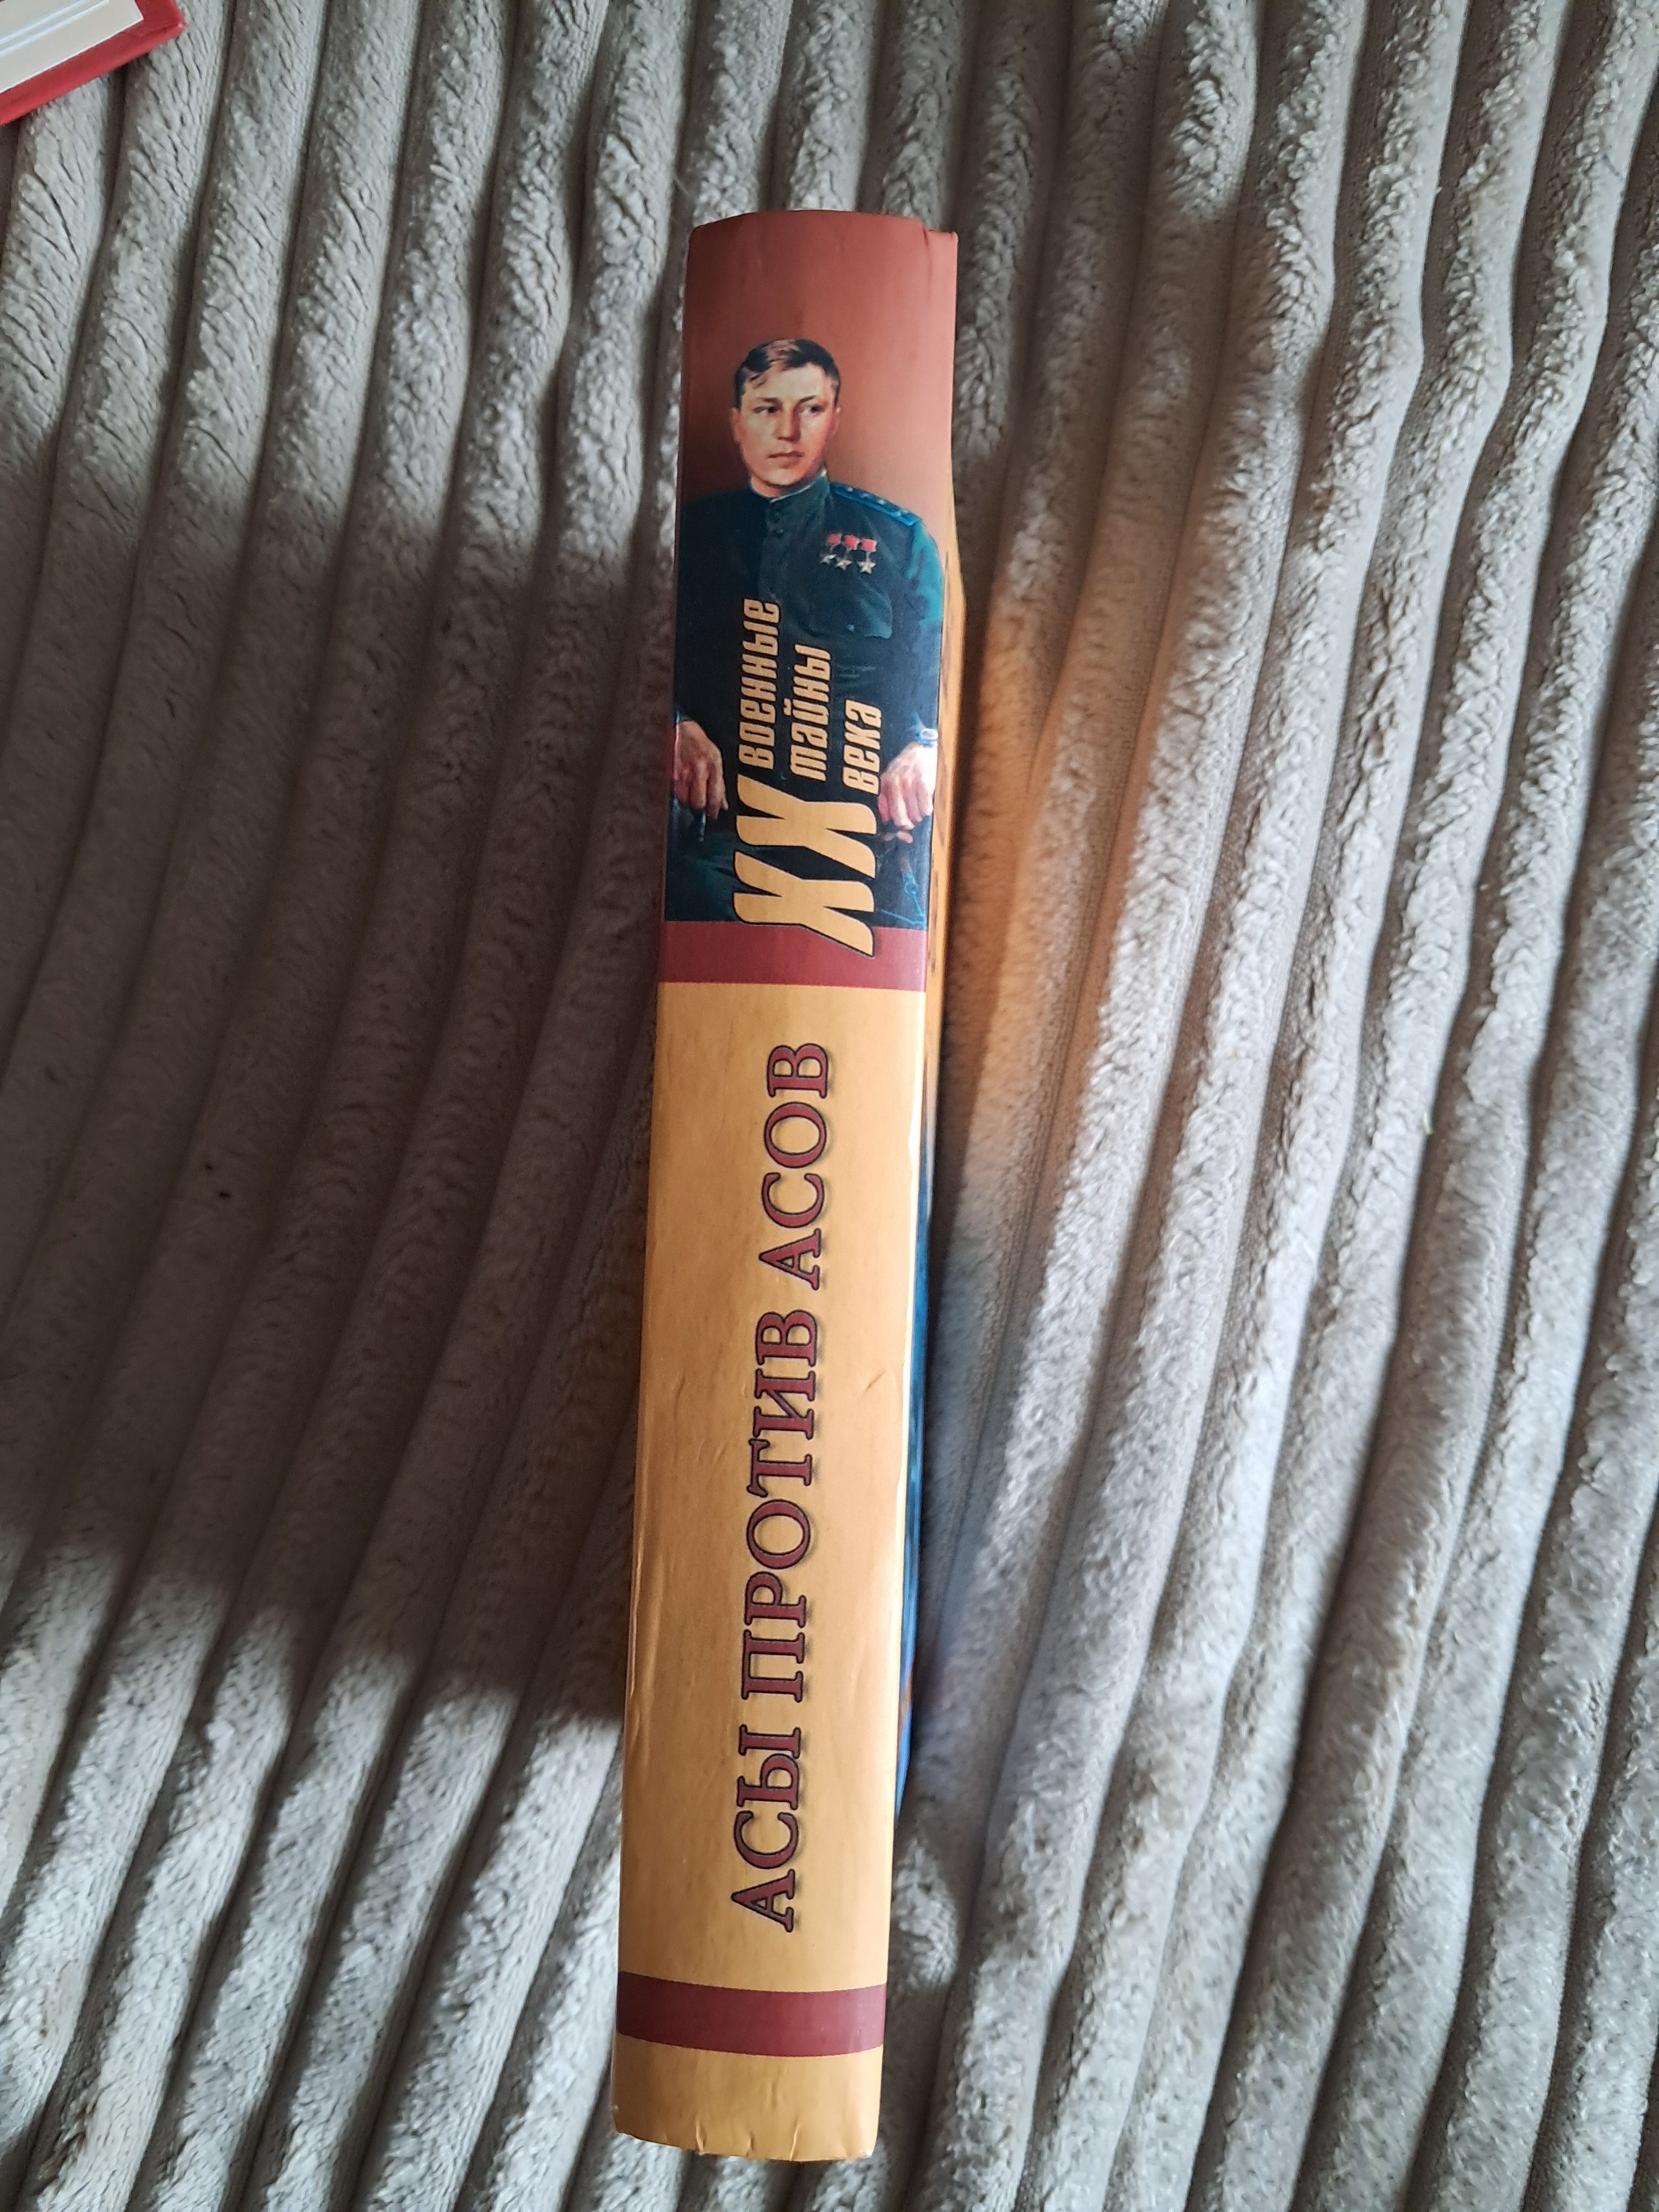 XX
военные
тайны
века
АСЫ ПРОТИВ АСОВ